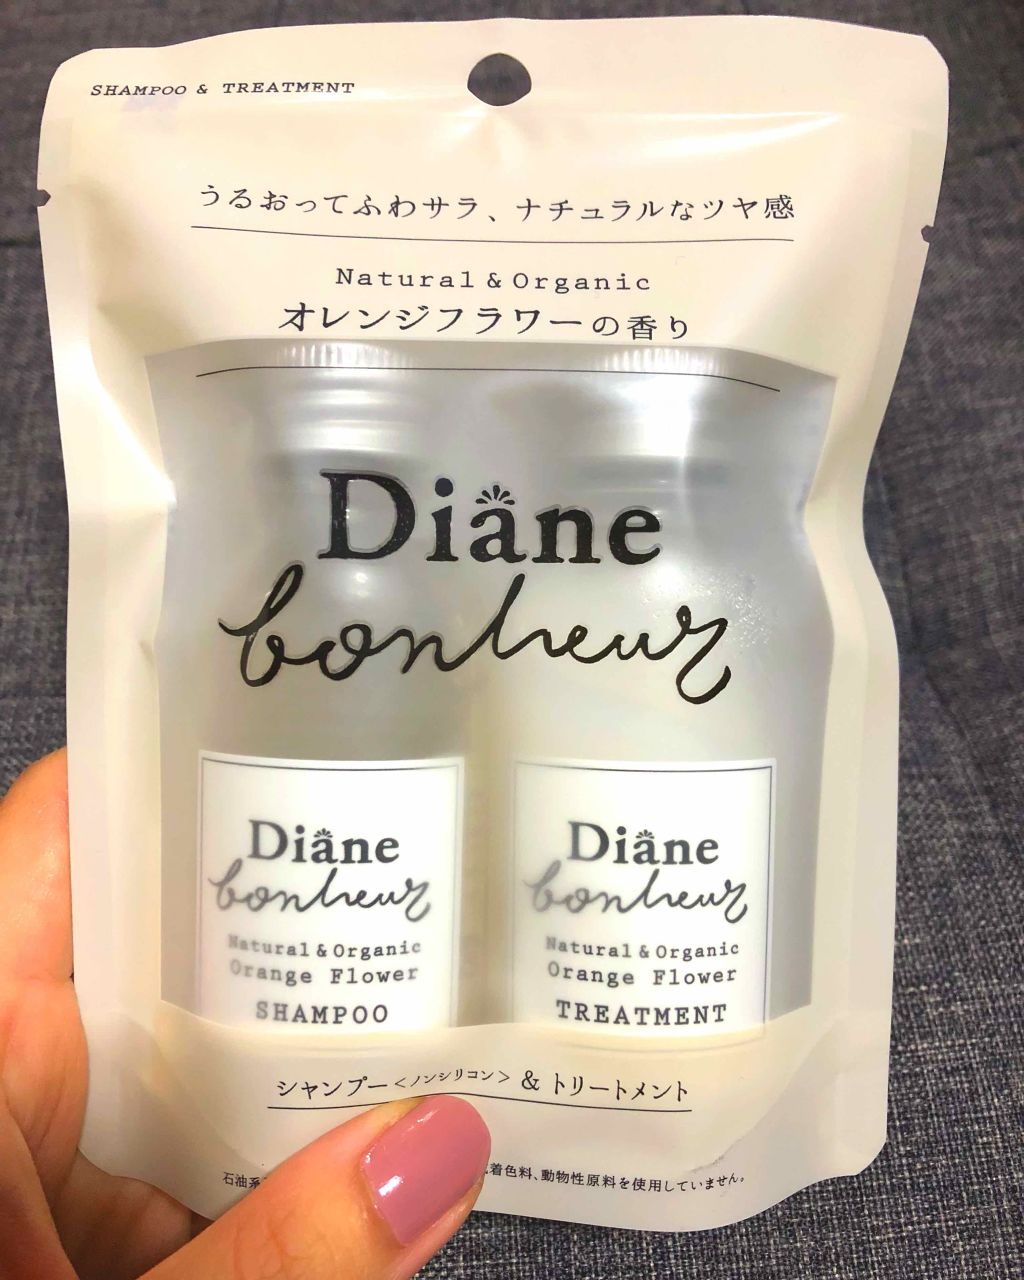 SHAMPOO & TREATMENT
うるおってふわサラ、ナチュラルなツヤ感
Natural & Organic
オレンジフラワーの香り
Diane
bonheur
Diane
bonheur
Natural & Organic
Orange Flower
SHAMPOO
Diane
bonheur
Natural & Organic
Orange Flower
TREATMENT
シャンプー<ノンシリコン> & トリートメント
石油系 着色料、動物性原料を使用していません。